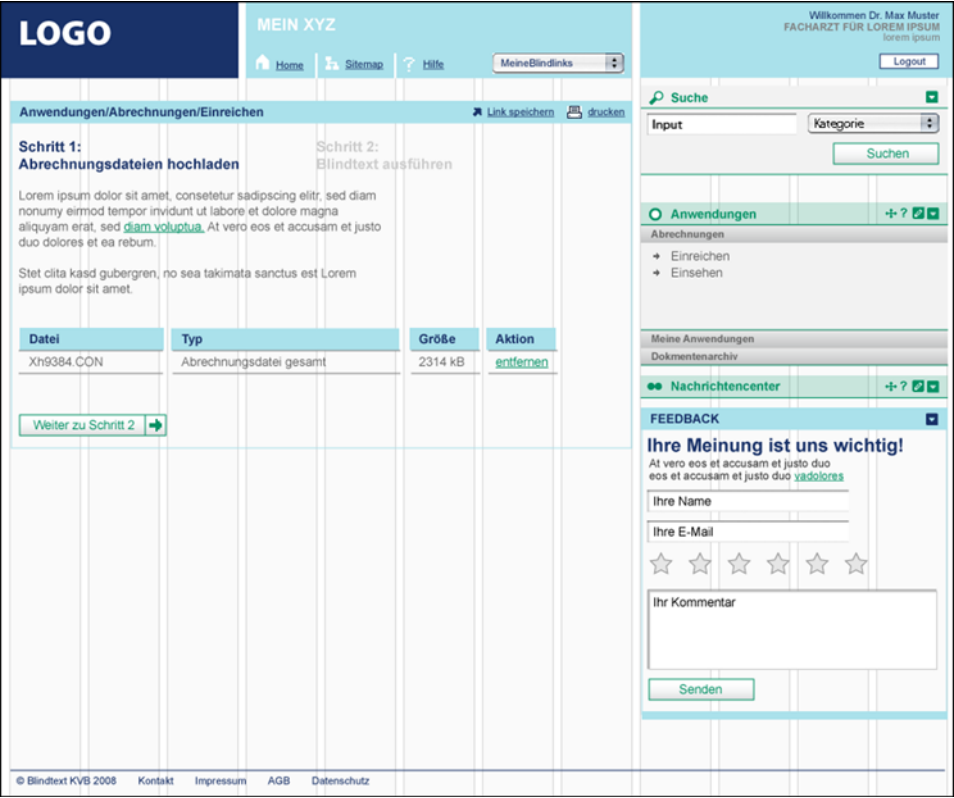 LOGO
MEIN XYZ
Home
Sitemap
? Hilfe
MeineBlindlinks
Willkommen Dr. Max Muster
FACHARZT FÜR LOREM IPSUM
lorem ipsum
Logout
Anwendungen/Abrechnungen/Einreichen
Link speichern
drucken
Schritt 1:
Abrechnungsdateien hochladen
Schritt 2:
Blindtext ausführen
Lorem ipsum dolor sit amet, consetetur sadipscing elitr, sed diam
nonumy eirmod tempor invidunt ut labore et dolore magna
aliquyam erat, sed diam voluptua. At vero eos et accusam et justo
duo dolores et ea rebum.
Stet clita kasd gubergren, no sea takimata sanctus est Lorem
ipsum dolor sit amet.
Datei Typ Größe Aktion
Xh9384.CON Abrechnungsdatei gesamt 2314 kB entfernen
Weiter zu Schritt 2
Suche
Input
Kategorie
Suchen
Anwendungen ?
Abrechnungen
Einreichen
Einsehen
Meine Anwendungen
Dokmentenarchiv
Nachrichtencenter ?
FEEDBACK
Ihre Meinung ist uns wichtig!
At vero eos et accusam et justo duo
eos et accusam et justo duo vadolores
Ihre Name
Ihre E-Mail
Ihr Kommentar
Senden
© Blindtext KVB 2008 Kontakt Impressum AGB Datenschutz